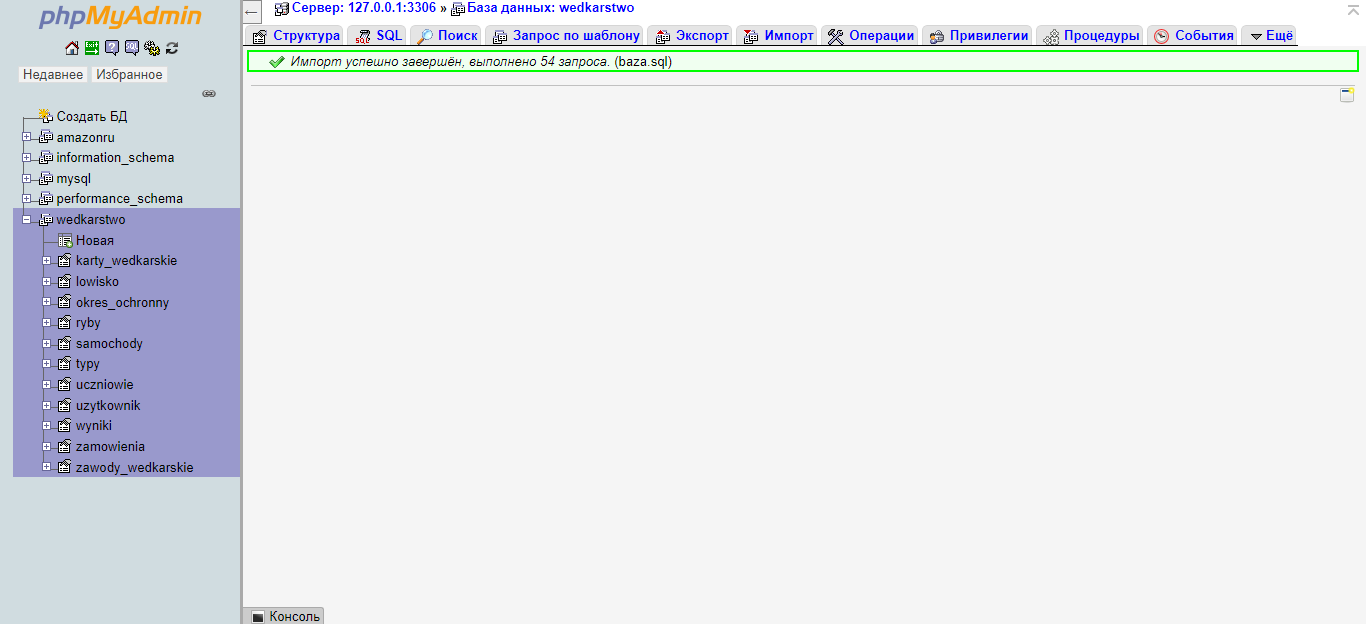 phpMyAdmin
Недавнее Избранное
Создать БД
amazonru
information_schema
mysql
performance_schema
wedkarstwo
Новая
karty_wedkarskie
lowisko
okres_ochronny
ryby
samochody
typy
uczniowie
uzytkownik
wyniki
zamowienia
zawody_wedkarskie
Сервер: 127.0.0.1:3306 » База данных: wedkarstwo
Структура SQL Поиск Запрос по шаблону Экспорт Импорт Операции Привилегии Процедуры События Ещё
Импорт успешно завершён, выполнено 54 запроса. (baza.sql)
Консоль